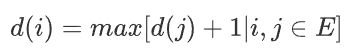 d(i) = max[d(j) + 1|i, j ∈ E]